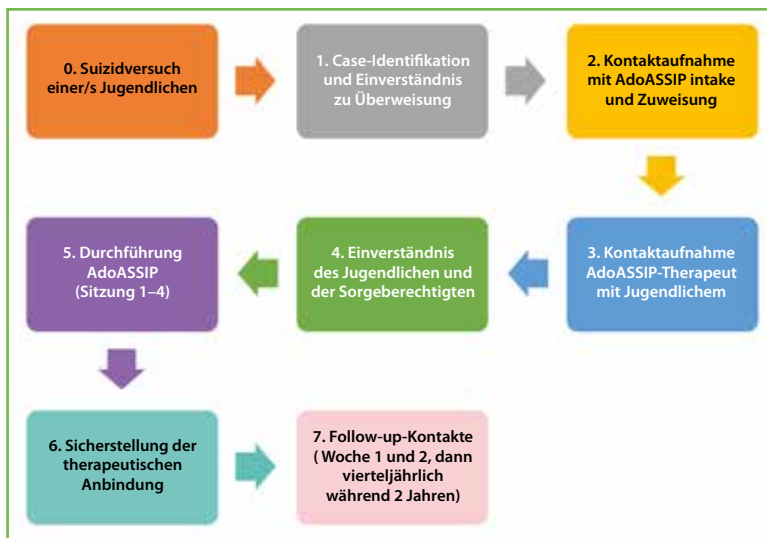 0. Suizidversuch
einer/s Jugendlichen
1. Case-Identifikation
und Einverständnis
zu Überweisung
2. Kontaktaufnahme
mit AdoASSIP intake
und Zuweisung
3. Kontaktaufnahme
AdoASSIP-Therapeut
mit Jugendlichem
4. Einverständnis
des Jugendlichen und
der Sorgeberechtigten
5. Durchführung
AdoASSIP
(Sitzung 1–4)
6. Sicherstellung der
therapeutischen
Anbindung
7. Follow-up-Kontakte
( Woche 1 und 2, dann
vierteljährlich
während 2 Jahren)